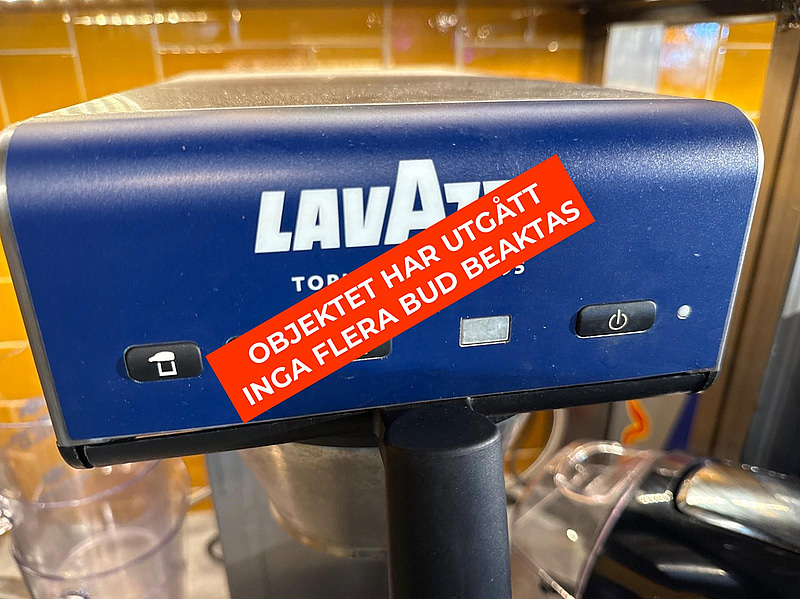 LAVAZZ
OBJEKTET HAR UTGÅTT
INGA FLERA BUD BEAKTAS